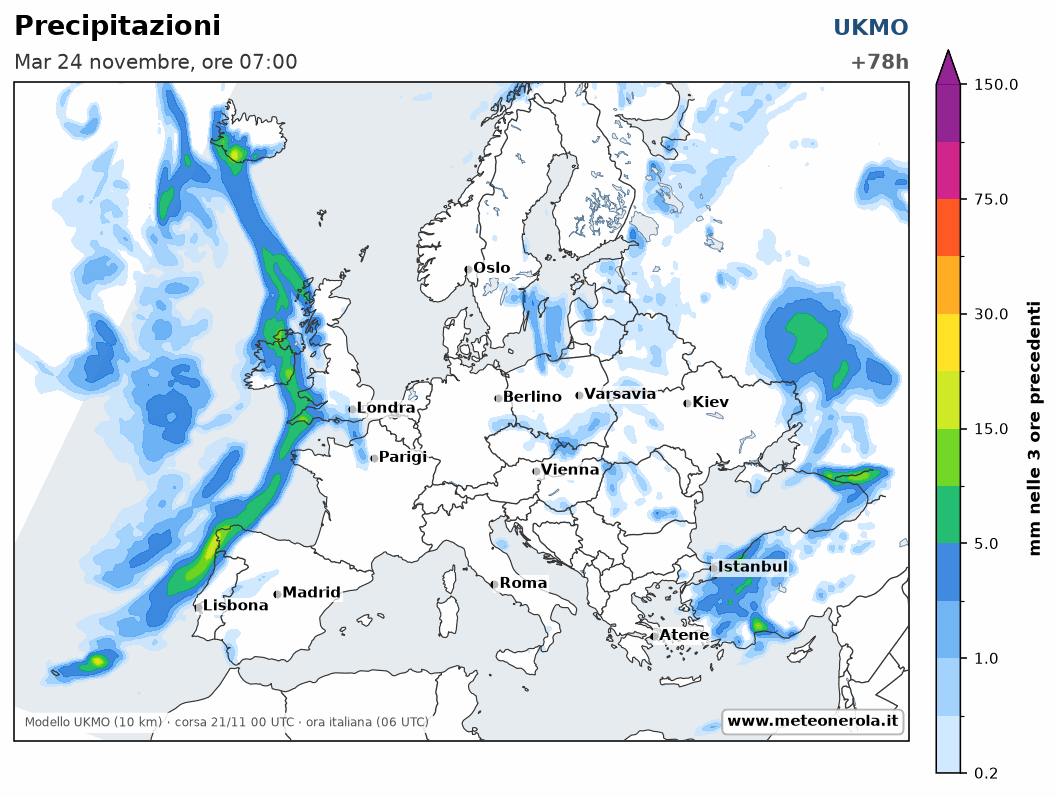 Precipitazioni
UKMO
Mar 24 novembre, ore 07:00
+78h
150.0
75.0
30.0
15.0
5.0
1.0
0.2
mm nelle 3 ore precedenti
Oslo
Berlino
Varsavia
Kiev
Londra
Parigi
Vienna
Istanbul
Roma
Madrid
Lisbona
Atene
Modello UKMO (10 km) · corsa 21/11 00 UTC · ora italiana (06 UTC)
www.meteonerola.it